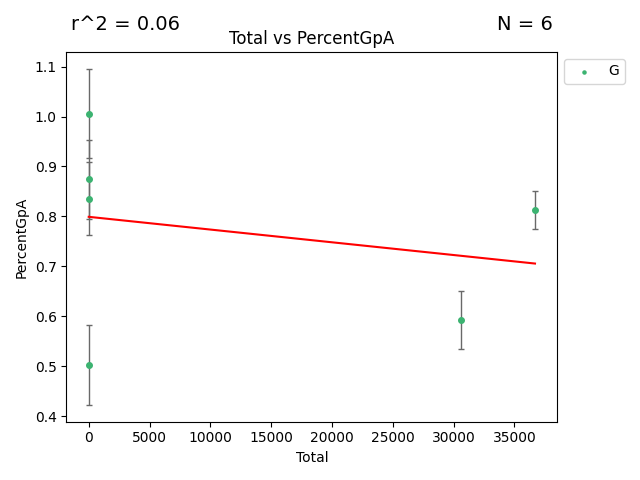 r^2 = 0.06
N = 6
Total vs PercentGpA
G
PercentGpA
1.1
1.0
0.9
0.8
0.7
0.6
0.5
0.4
0 5000 10000 15000 20000 25000 30000 35000
Total